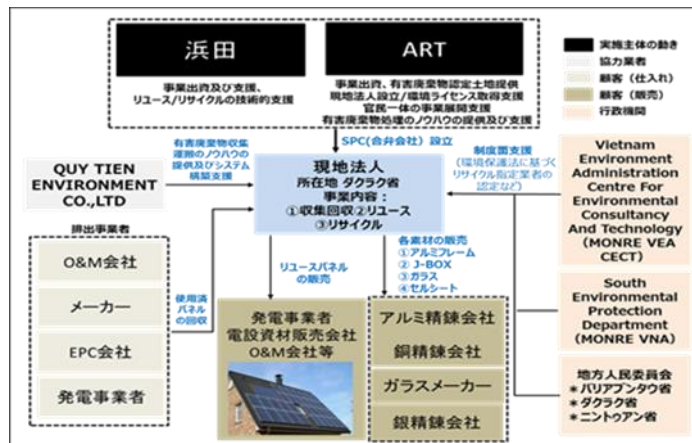 浜田
ART
事業出資及び支援、
リユース/リサイクルの技術的支援
事業出資、有害廃棄物認定土地提供
現地法人設立/環境ライセンス取得支援
官民一体の事業展開支援
有害廃棄物処理のノウハウの提供及び支援
実施主体の動き
協力業者
顧客（仕入れ）
顧客（販売）
行政機関
SPC(合弁会社）設立
有害廃棄物収集
運搬のノウハウの
提供及びシステム
構築支援
QUY TIEN
ENVIRONMENT
CO.,LTD
現地法人
所在地 ダクラク省
事業内容：
①収集回収②リユース
③リサイクル
制度面支援
（環境保護法に基づく
リサイクル指定業者の
認定など）
Vietnam
Environment
Administration
Centre For
Environmental
Consultancy
And Technology
(MONRE VEA
CECT)
排出事業者
O&M会社
メーカー
EPC会社
発電事業者
使用済
パネルの
回収
リユースパネル
の販売
各素材の販売
①アルミフレーム
② J-BOX
③ガラス
④セルシート
発電事業者
電設資材販売会社
O&M会社等
アルミ精錬会社
銅精錬会社
ガラスメーカー
銀精錬会社
South
Environmental
Protection
Department
(MONRE VNA)
地方人民委員会
＊バリアブンタウ省
＊ダクラク省
＊ニントゥアン省